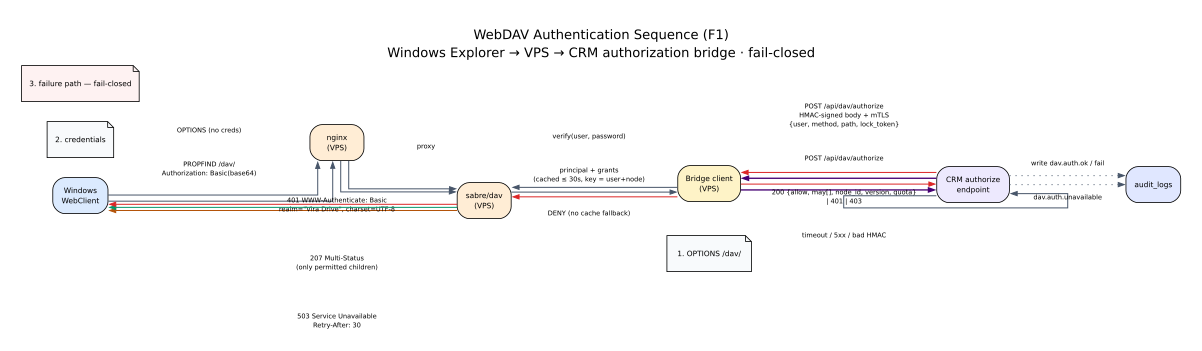 WebDAV Authentication Sequence (F1)
Windows Explorer → VPS → CRM authorization bridge · fail-closed
3. failure path — fail-closed
2. credentials
OPTIONS (no creds)
PROPFIND /dav/
Authorization: Basic(base64)
Windows
WebClient
nginx
(VPS)
proxy
401 WWW-Authenticate: Basic
realm="Vira Drive", charset=UTF-8
207 Multi-Status
(only permitted children)
503 Service Unavailable
Retry-After: 30
sabre/dav
(VPS)
verify(user, password)
principal + grants
(cached ≤ 30s, key = user+node)
DENY (no cache fallback)
Bridge client
(VPS)
1. OPTIONS /dav/
POST /api/dav/authorize
HMAC-signed body + mTLS
{user, method, path, lock_token}
POST /api/dav/authorize
200 {allow, may[], node_id, version, quota}
| 401 | 403
timeout / 5xx / bad HMAC
CRM authorize
endpoint
write dav.auth.ok / fail
dav.auth.unavailable
audit_logs